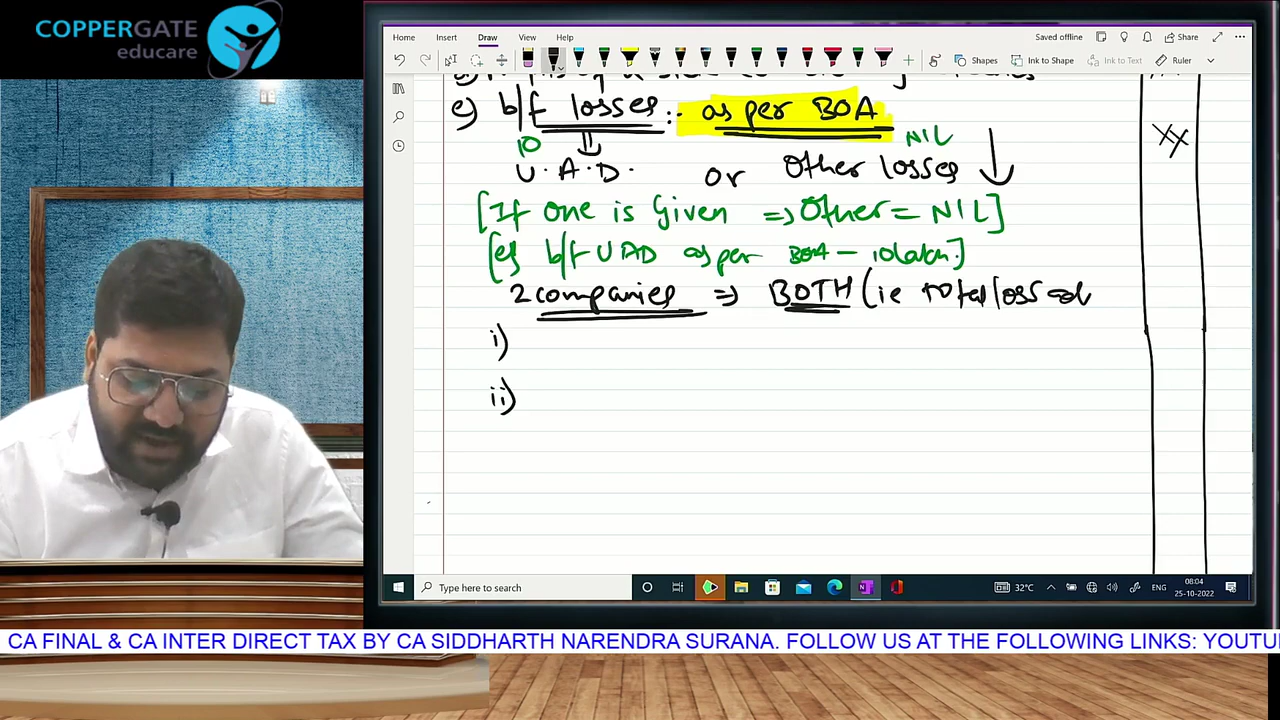 COPPERGATE
educare
Home Insert Draw View Help
Saved offline Share
Shapes Ink to Shape Ink to Text Ruler
e) b/f losses :- as per BOA
10 NIL
U.A.D. or Other losses
XX
[If one is Given => Other = NIL]
[eg b/f UAD as per BOA - 10 lakh.]
2 companies => BOTH (ie total loss
i)
ii)
Type here to search
32°C ENG 08:04
25-10-2022
CA FINAL & CA INTER DIRECT TAX BY CA SIDDHARTH NARENDRA SURANA. FOLLOW US AT THE FOLLOWING LINKS: YOUTU